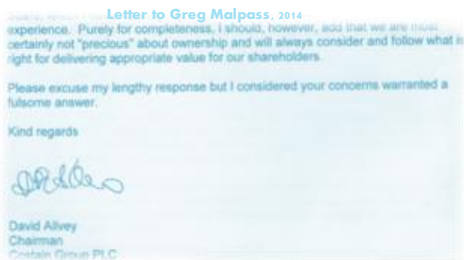 Letter to Greg Malpass, 2014
experience. Purely for completeness, I should, however, add that we are most
certainly not "precious" about ownership and will always consider and follow what is
right for delivering appropriate value for our shareholders.
Please excuse my lengthy response but I considered your concerns warranted a
fulsome answer.
Kind regards
David Allvey
Chairman
Costain Group PLC